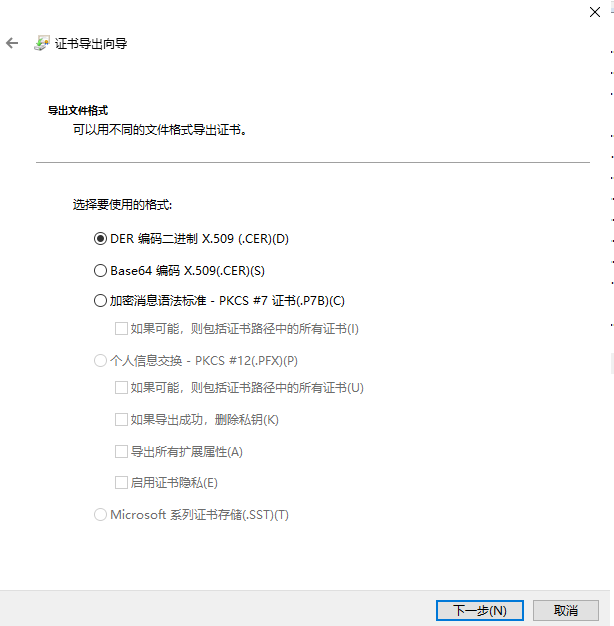 证书导出向导
导出文件格式
可以用不同的文件格式导出证书。
选择要使用的格式:
DER 编码二进制 X.509 (.CER)(D)
Base64 编码 X.509(.CER)(S)
加密消息语法标准 - PKCS #7 证书(.P7B)(C)
如果可能，则包括证书路径中的所有证书(I)
个人信息交换 - PKCS #12(.PFX)(P)
如果可能，则包括证书路径中的所有证书(U)
如果导出成功，删除私钥(K)
导出所有扩展属性(A)
启用证书隐私(E)
Microsoft 系列证书存储(.SST)(T)
下一步(N)
取消